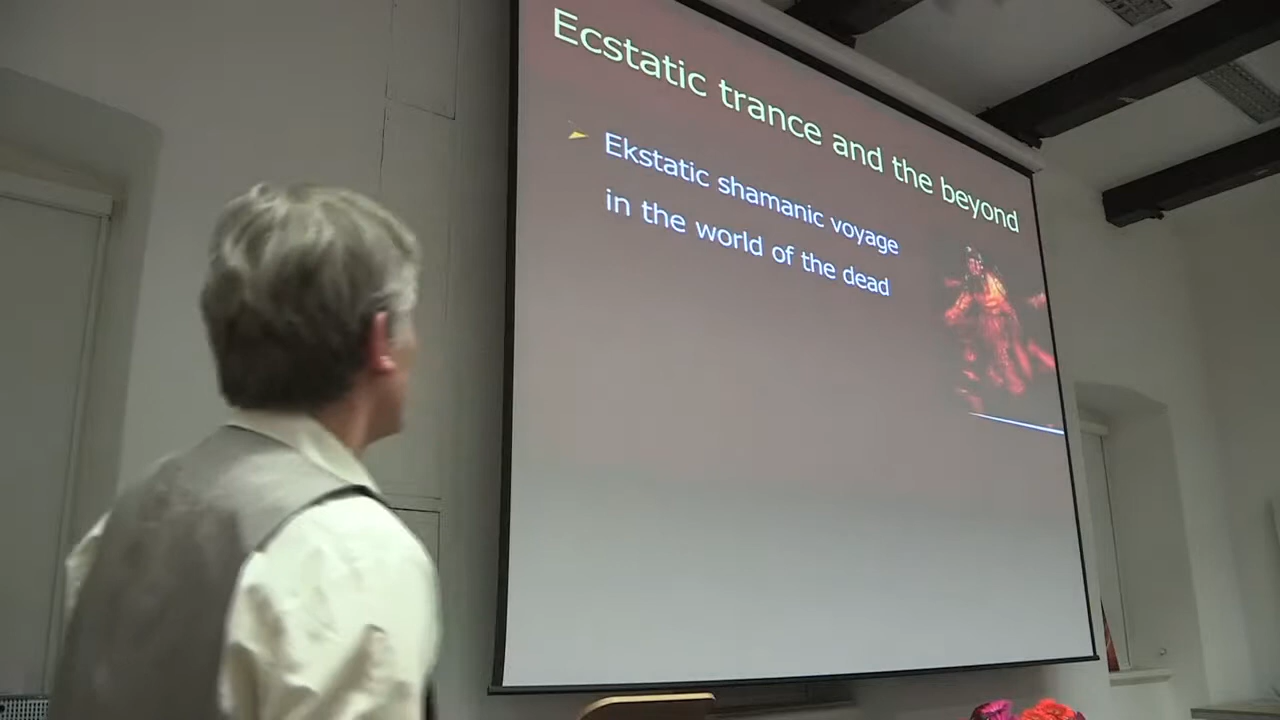 Ecstatic trance and the beyond
Ekstatic shamanic voyage
in the world of the dead